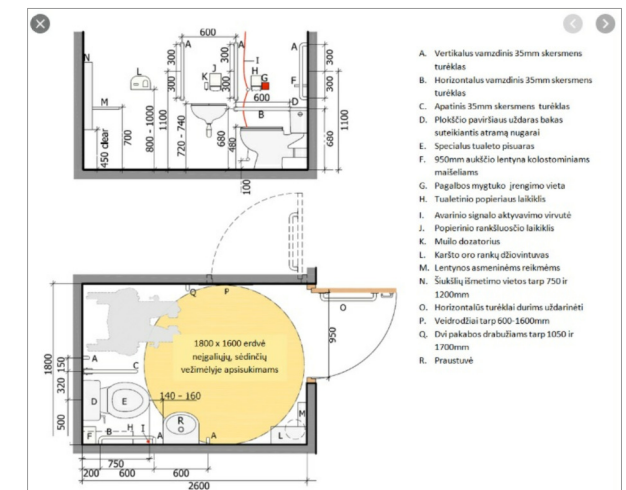 600
A
A
A
N
300
300
300
300
300
300
I
L
J
K
H
G
F
M
600
D
B
450 clear
700
800 - 1000
1100
720 - 740
680
480
680
1100
100
A. Vertikalus vamzdinis 35mm skersmens
turėklas
B. Horizontalus vamzdinis 35mm skersmens
turėklas
C. Apatinis 35mm skersmens turėklas
D. Plokščio paviršiaus uždaras bakas
suteikiantis atramą nugarai
E. Specialus tualeto pisuaras
F. 950mm aukščio lentyna kolostominiams
maišeliams
G. Pagalbos mygtuko įrengimo vieta
H. Tualetinio popieriaus laikiklis
I. Avarinio signalo aktyvavimo virvutė
J. Popierinio rankšluosčio laikiklis
K. Muilo dozatorius
L. Karšto oro rankų džiovintuvas
M. Lentynos asmeninėms reikmėms
N. Šiukšlių išmetimo vietos tarp 750 ir
1200mm
O. Horizontalūs turėklai durims uždarinėti
P. Veidrodžiai tarp 600-1600mm
Q. Dvi pakabos drabužiams tarp 1050 ir
1700mm
R. Praustuvė
Q
P
O
950
1800 x 1600 erdvė
neįgaliųjų, sėdinčių
vežimėlyje apsisukimams
1800
150
320
500
A
C
D
E
140 - 160
R
M
F
B
H
I
A
A
L
750
200
600
600
2600